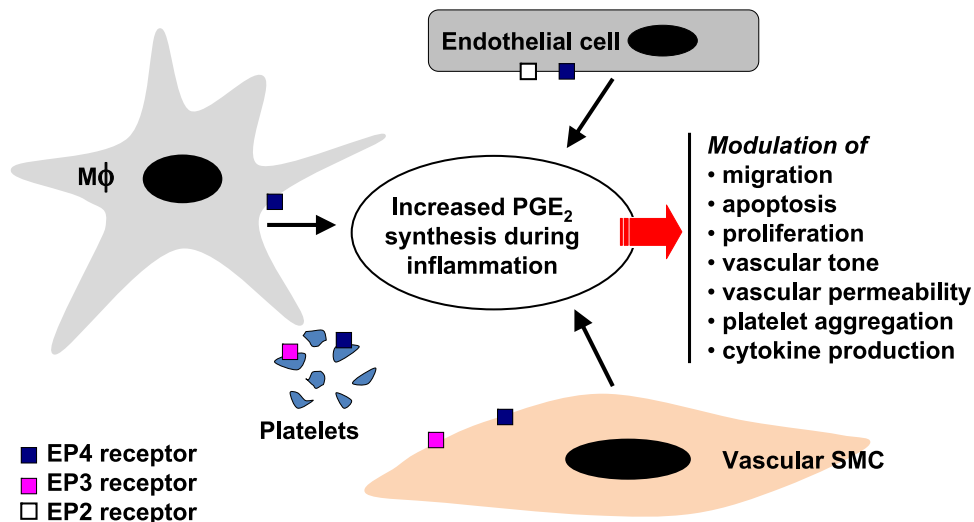 Endothelial cell
Mϕ
Increased PGE₂
synthesis during
inflammation
Modulation of
• migration
• apoptosis
• proliferation
• vascular tone
• vascular permeability
• platelet aggregation
• cytokine production
Platelets
Vascular SMC
EP4 receptor
EP3 receptor
EP2 receptor